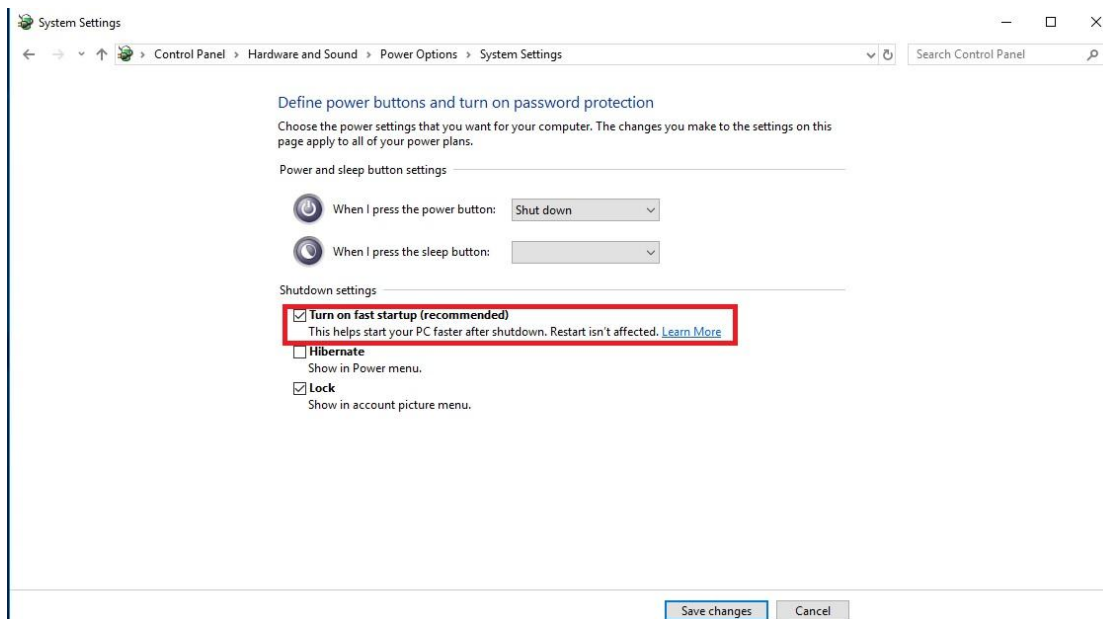 System Settings
Control Panel > Hardware and Sound > Power Options > System Settings
Search Control Panel
Define power buttons and turn on password protection
Choose the power settings that you want for your computer. The changes you make to the settings on this
page apply to all of your power plans.
Power and sleep button settings
When I press the power button: Shut down
When I press the sleep button:
Shutdown settings
Turn on fast startup (recommended)
This helps start your PC faster after shutdown. Restart isn't affected. Learn More
Hibernate
Show in Power menu.
Lock
Show in account picture menu.
Save changes Cancel